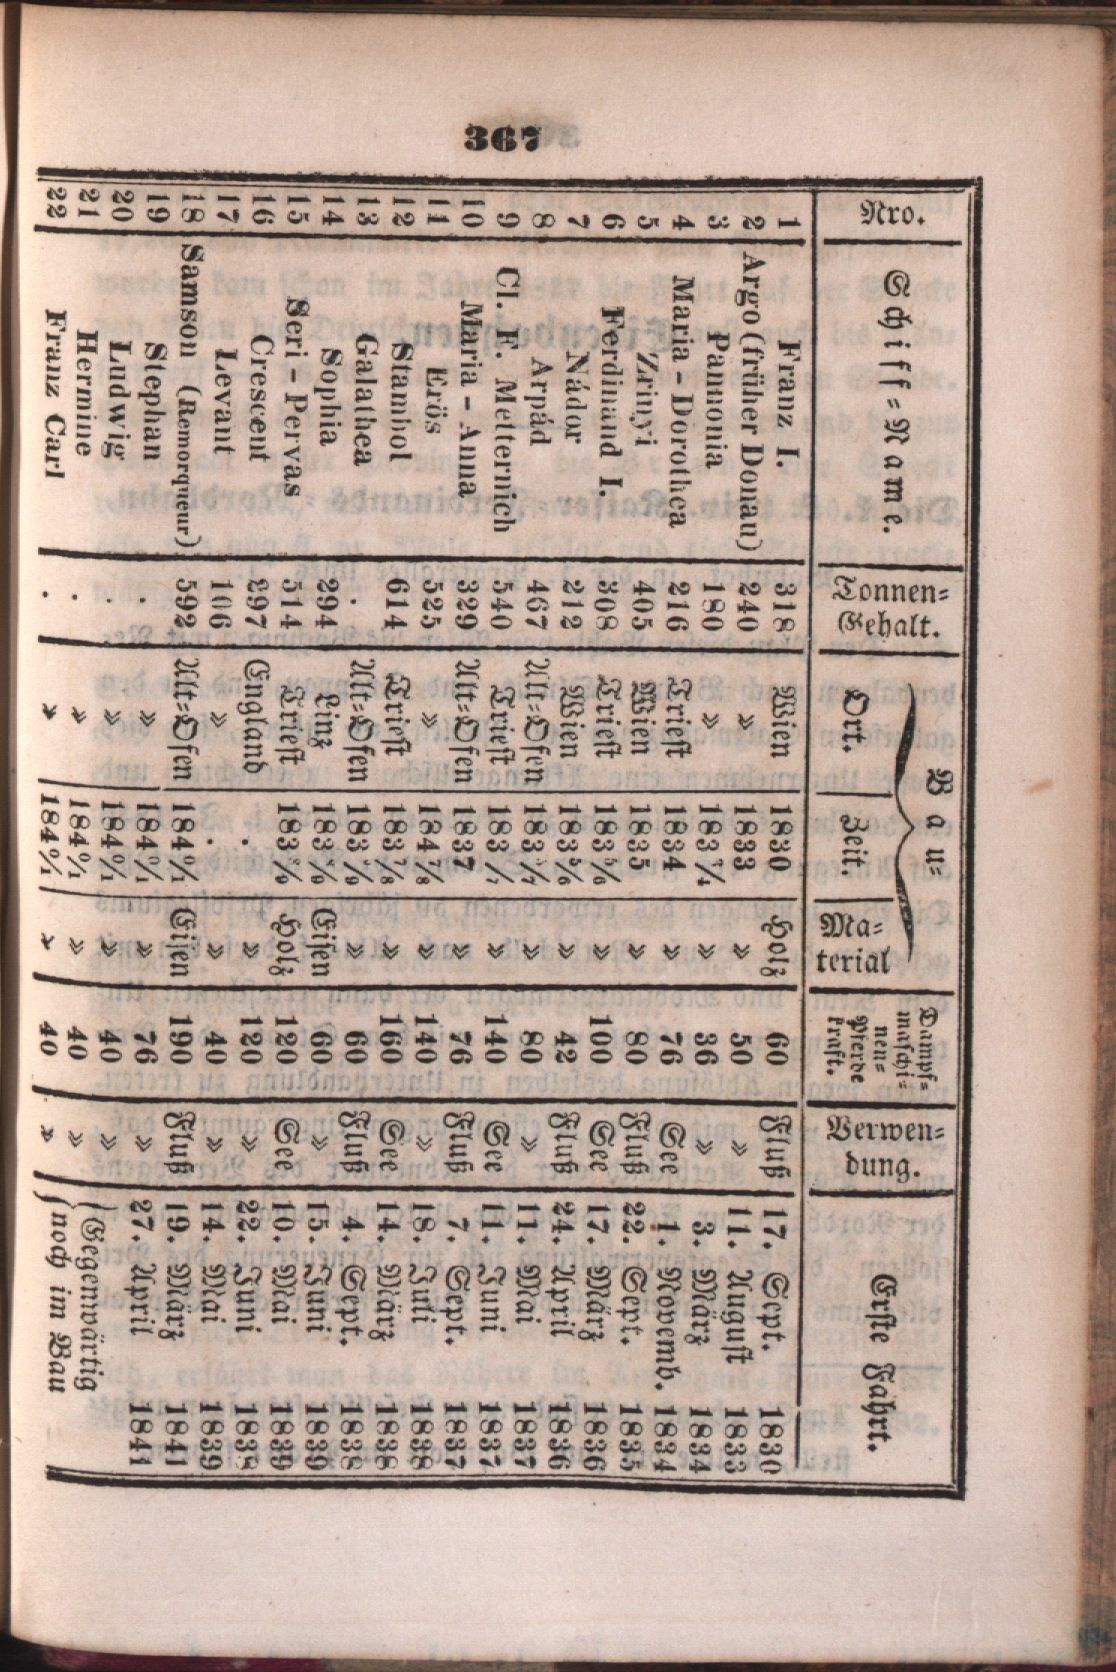 367
Nro. Schiff=Name. Tonnen=Gehalt. Bau= Ort. Zeit Material Dampf=maschinen=Pferdekraft. Verwendung. Erste Fahrt.
1 Franz I. 318 Wien 1830 Holz 60 Fluß 17. Sept. 1830
2 Argo (früher Donau) 240 » 1833 » 50 » 11. August 1833
3 Pannonia 180 » 183¾ » 36 » 3. März 1834
4 Maria-Dorothea 216 Triest 1834 » 76 See 1. Novemb. 1834
5 Zrinyi 405 Wien 1835 » 80 Fluß 22. Sept. 1835
6 Ferdinand I. 308 Triest 183⁵/₆ » 100 See 17. März 1836
7 Nádor 212 Wien 183⁵/₆ » 42 Fluß 24. April 1836
8 Arpád 467 Alt=Ofen 183⁶/₇ » 80 » 11. Mai 1837
9 Cl. F. Metternich 540 Triest 183⁶/₇ » 140 See 11. Juni 1837
10 Maria-Anna 329 Alt=Ofen 1837 » 76 Fluß 7. Sept. 1837
11 Erös 525 » 184⁷/₈ » 140 » 18. Juli 1838
12 Stambol 614 Triest 183⁷/₈ » 160 See 14. März 1838
13 Galathea . Alt=Ofen » 60 Fluß 4. Sept. 1838
14 Sophia 294 Linz 183⁸/₉ Eisen 60 » 15. Juni 1839
15 Seri-Pervas 514 Triest 183⁸/₉ Holz 120 See 10. Mai 1839
16 Crescent 297 England . » 120 » 22. Juni 1839
17 Levant 106 » . » 40 » 14. Mai 1839
18 Samson (Remorqueur) 592 Alt=Ofen 184⁰/₁ Eisen 190 Fluß 19. März 1841
19 Stephan . » 184⁰/₁ » 76 » 27. April 1841
20 Ludwig . » 184⁰/₁ » 40 »
21 Hermine . » 184⁰/₁ » 40 » Gegenwärtig
22 Franz Carl . » 184⁰/₁ » 40 » noch im Bau